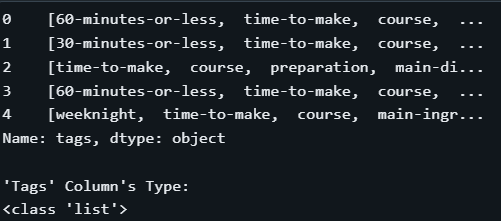 0    [60-minutes-or-less,  time-to-make,  course,  ...
1    [30-minutes-or-less,  time-to-make,  course,  ...
2    [time-to-make,  course,  preparation,  main-di...
3    [60-minutes-or-less,  time-to-make,  course,  ...
4    [weeknight,  time-to-make,  course,  main-ingr...
Name: tags, dtype: object
'Tags' Column's Type:
<class 'list'>